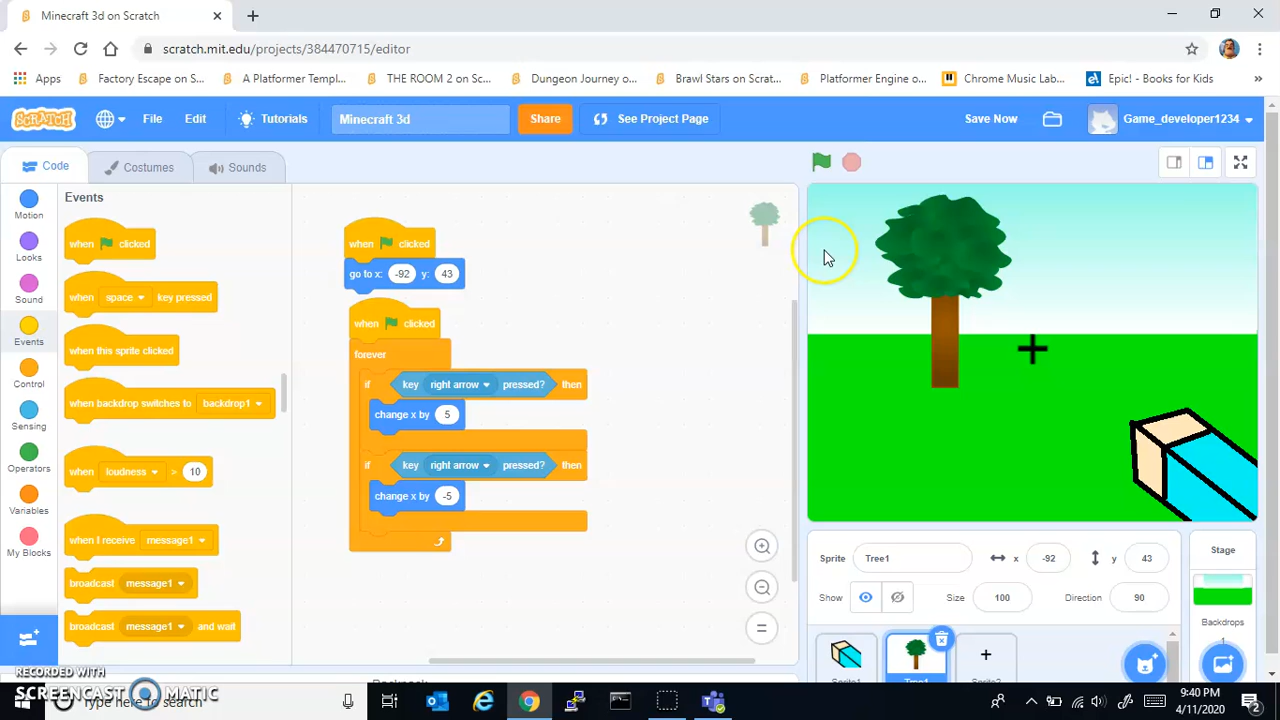 Minecraft 3d on Scratch
scratch.mit.edu/projects/384470715/editor
Apps Factory Escape on S... A Platformer Templ... THE ROOM 2 on Sc... Dungeon Journey o... Brawl Stars on Scrat... Platformer Engine o... Chrome Music Lab... Epic! - Books for Kids »
SCRATCH File Edit Tutorials Minecraft 3d Share See Project Page Save Now Game_developer1234
Code Costumes Sounds
Motion
Looks
Sound
Events
Control
Sensing
Operators
Variables
My Blocks
Events
when clicked
when space key pressed
when this sprite clicked
when backdrop switches to backdrop1
when loudness > 10
when I receive message1
broadcast message1
broadcast message1 and wait
when clicked
go to x: -92 y: 43
when clicked
forever
if key right arrow pressed? then
change x by 5
if key right arrow pressed? then
change x by -5
Sprite Tree1 x -92 y 43
Show Size 100 Direction 90
Sprite1 Tree1 Sprite2
Stage
Backdrops
1
RECORDED WITH
SCREENCAST MATIC
Type here to search
9:40 PM
4/11/2020
2